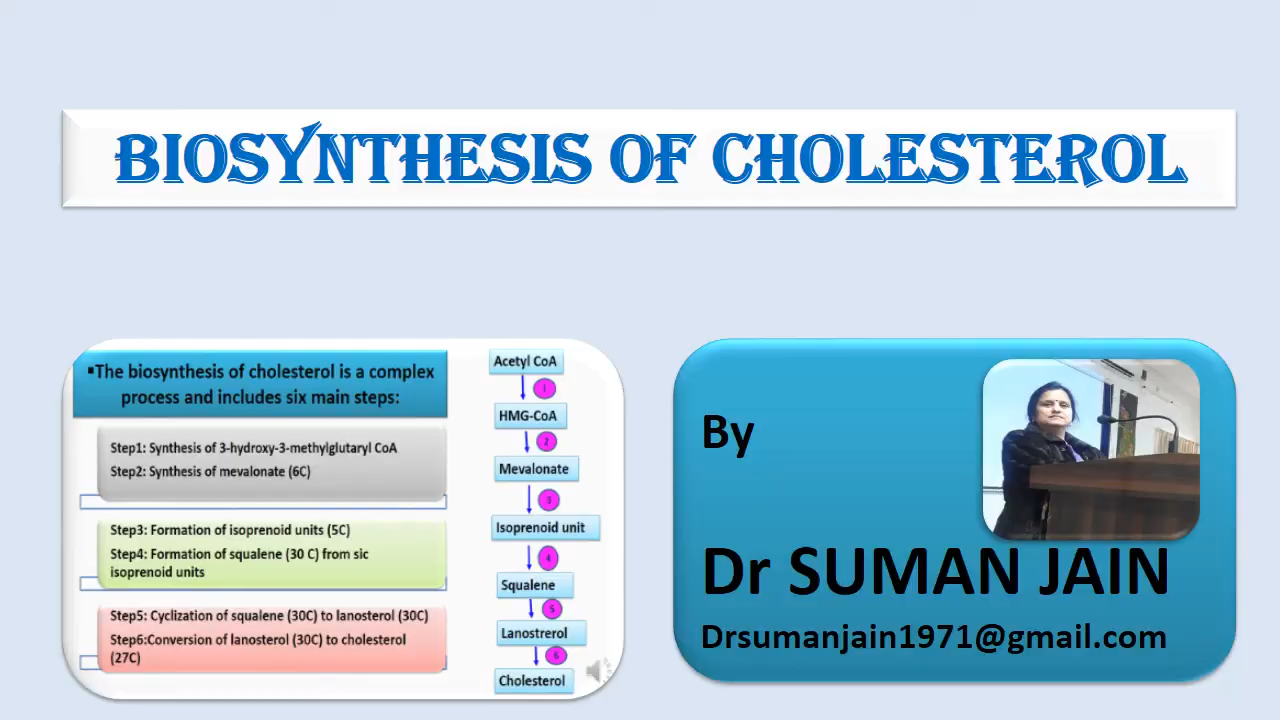 BIOSYNTHESIS OF CHOLESTEROL
▪The biosynthesis of cholesterol is a complex
process and includes six main steps:
Step1: Synthesis of 3-hydroxy-3-methylglutaryl CoA
Step2: Synthesis of mevalonate (6C)
Step3: Formation of isoprenoid units (5C)
Step4: Formation of squalene (30 C) from sic
isoprenoid units
Step5: Cyclization of squalene (30C) to lanosterol (30C)
Step6:Conversion of lanosterol (30C) to cholesterol
(27C)
Acetyl CoA
1
HMG-CoA
2
Mevalonate
3
Isoprenoid unit
4
Squalene
5
Lanostrerol
6
Cholesterol
By
Dr SUMAN JAIN
Drsumanjain1971@gmail.com